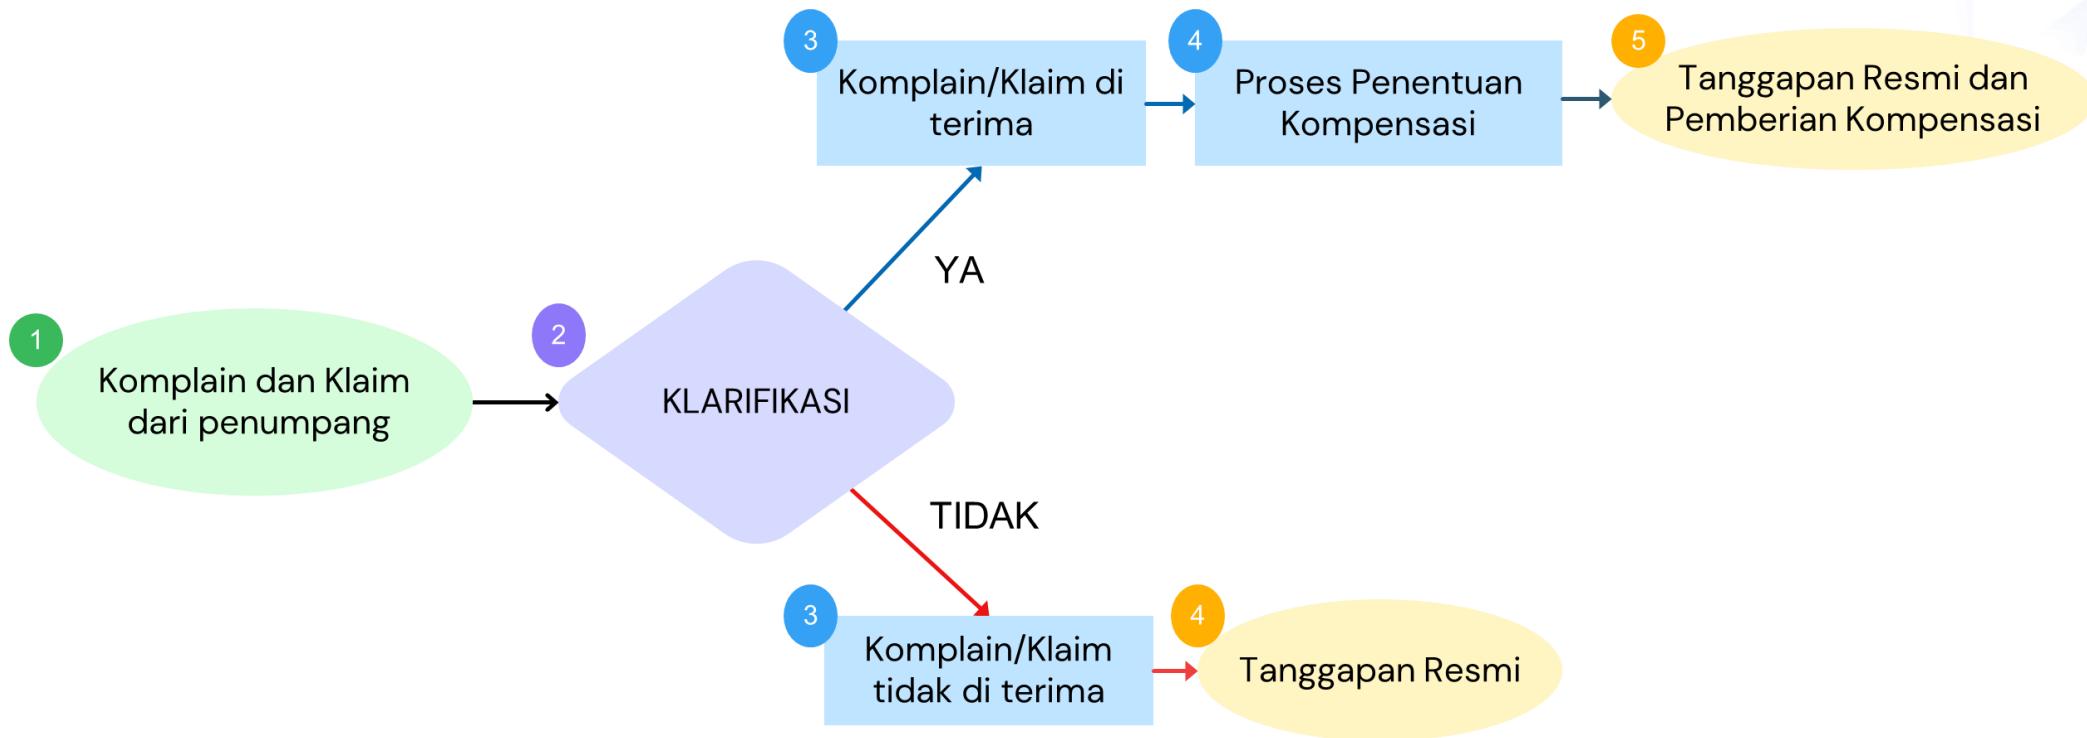 1
Komplain dan Klaim
dari penumpang
2
KLARIFIKASI
YA
3
Komplain/Klaim di
terima
4
Proses Penentuan
Kompensasi
5
Tanggapan Resmi dan
Pemberian Kompensasi
TIDAK
3
Komplain/Klaim
tidak di terima
4
Tanggapan Resmi